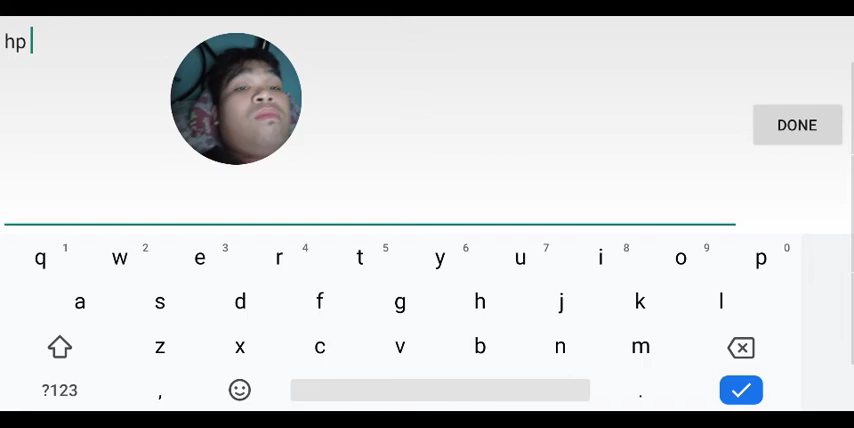 hp
DONE
q 1 w 2 e 3 r 4 t 5 y 6 u 7 i 8 o 9 p 0
a s d f g h j k l
z x c v b n m
?123 , .